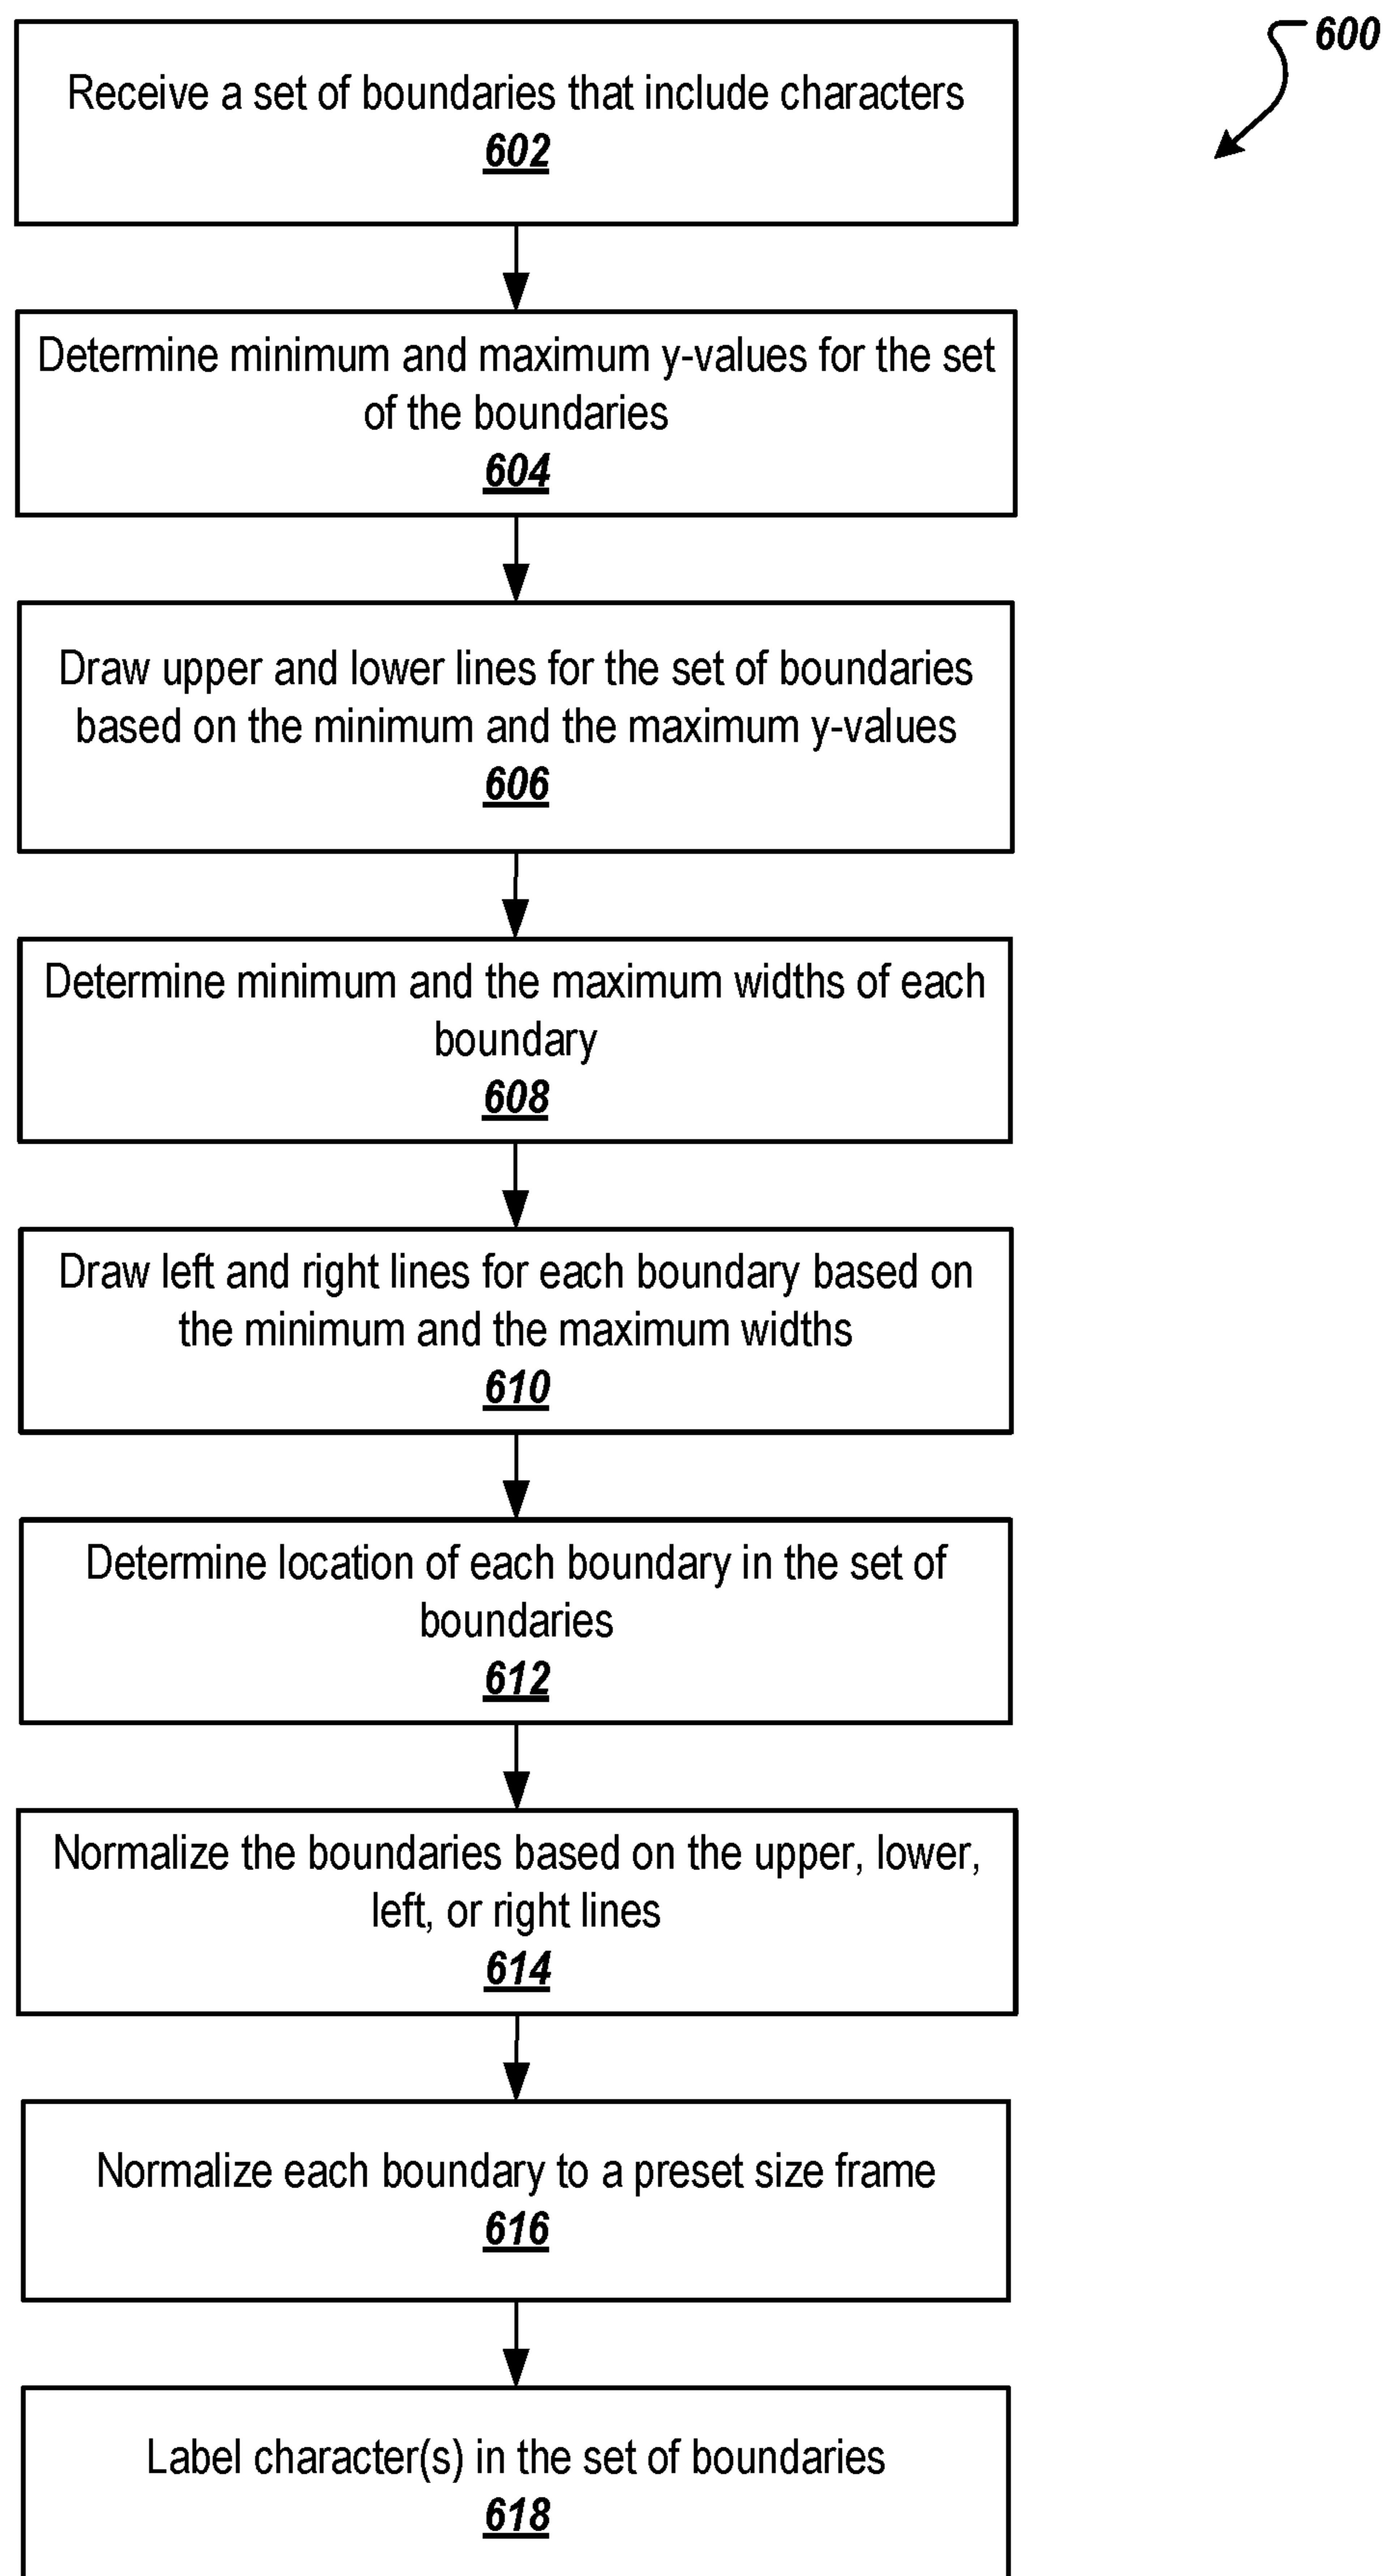 600
Receive a set of boundaries that include characters
602
Determine minimum and maximum y-values for the set
of the boundaries
604
Draw upper and lower lines for the set of boundaries
based on the minimum and the maximum y-values
606
Determine minimum and the maximum widths of each
boundary
608
Draw left and right lines for each boundary based on
the minimum and the maximum widths
610
Determine location of each boundary in the set of
boundaries
612
Normalize the boundaries based on the upper, lower,
left, or right lines
614
Normalize each boundary to a preset size frame
616
Label character(s) in the set of boundaries
618